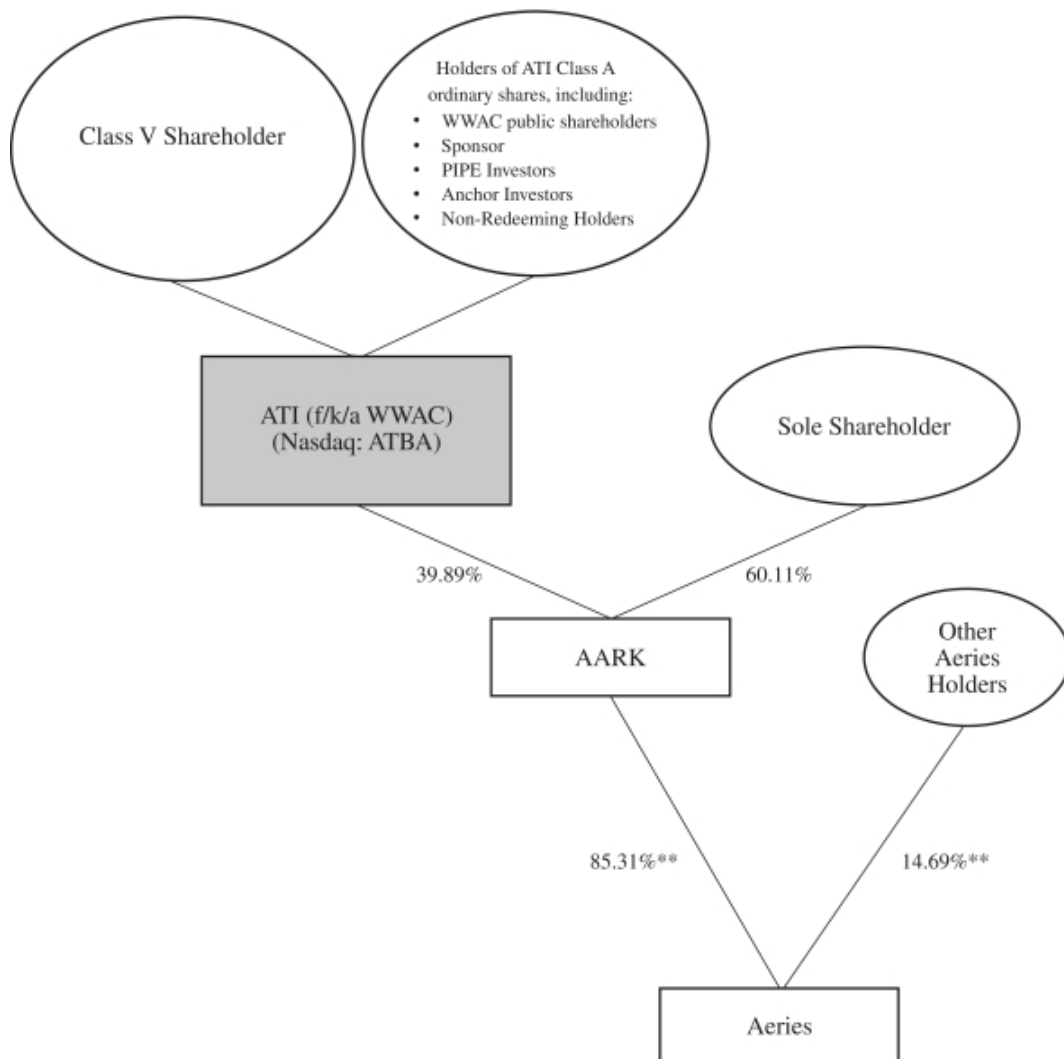 Class V Shareholder
Holders of ATI Class A
ordinary shares, including:
• WWAC public shareholders
• Sponsor
• PIPE Investors
• Anchor Investors
• Non-Redeeming Holders
ATI (f/k/a WWAC)
(Nasdaq: ATBA)
Sole Shareholder
39.89%
60.11%
AARK
Other
Aeries
Holders
85.31%**
14.69%**
Aeries